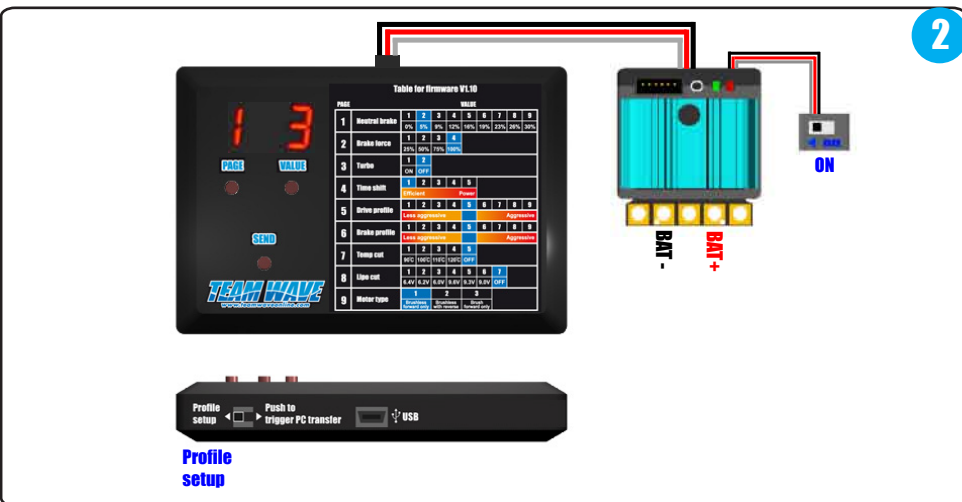 2
Table for firmware V1.10
PAGE VALUE
1 Neutral brake 1 2 3 4 5 6 7 8 9
0% 5% 9% 12% 16% 19% 23% 26% 30%
2 Brake force 1 2 3 4
25% 50% 75% 100%
3 Turbo 1 2
ON OFF
4 Time shift 1 2 3 4 5
Efficient Power
5 Drive profile 1 2 3 4 5 6 7 8 9
Less aggressive Aggressive
6 Brake profile 1 2 3 4 5 6 7 8 9
Less aggressive Aggressive
7 Temp cut 1 2 3 4 5
90°C 100°C 110°C 120°C OFF
8 Lipo cut 1 2 3 4 5 6 7
6.4V 6.2V 6.0V 9.6V 9.3V 9.0V OFF
9 Motor type 1 2 3
Brushless Brushless Brush
forward only with reverse forward only
1 3
PAGE VALUE
SEND
TEAM WAVE
www.teamwaveonline.com
ON
BAT -
BAT +
Profile
setup
Push to
trigger PC transfer
USB
Profile
setup